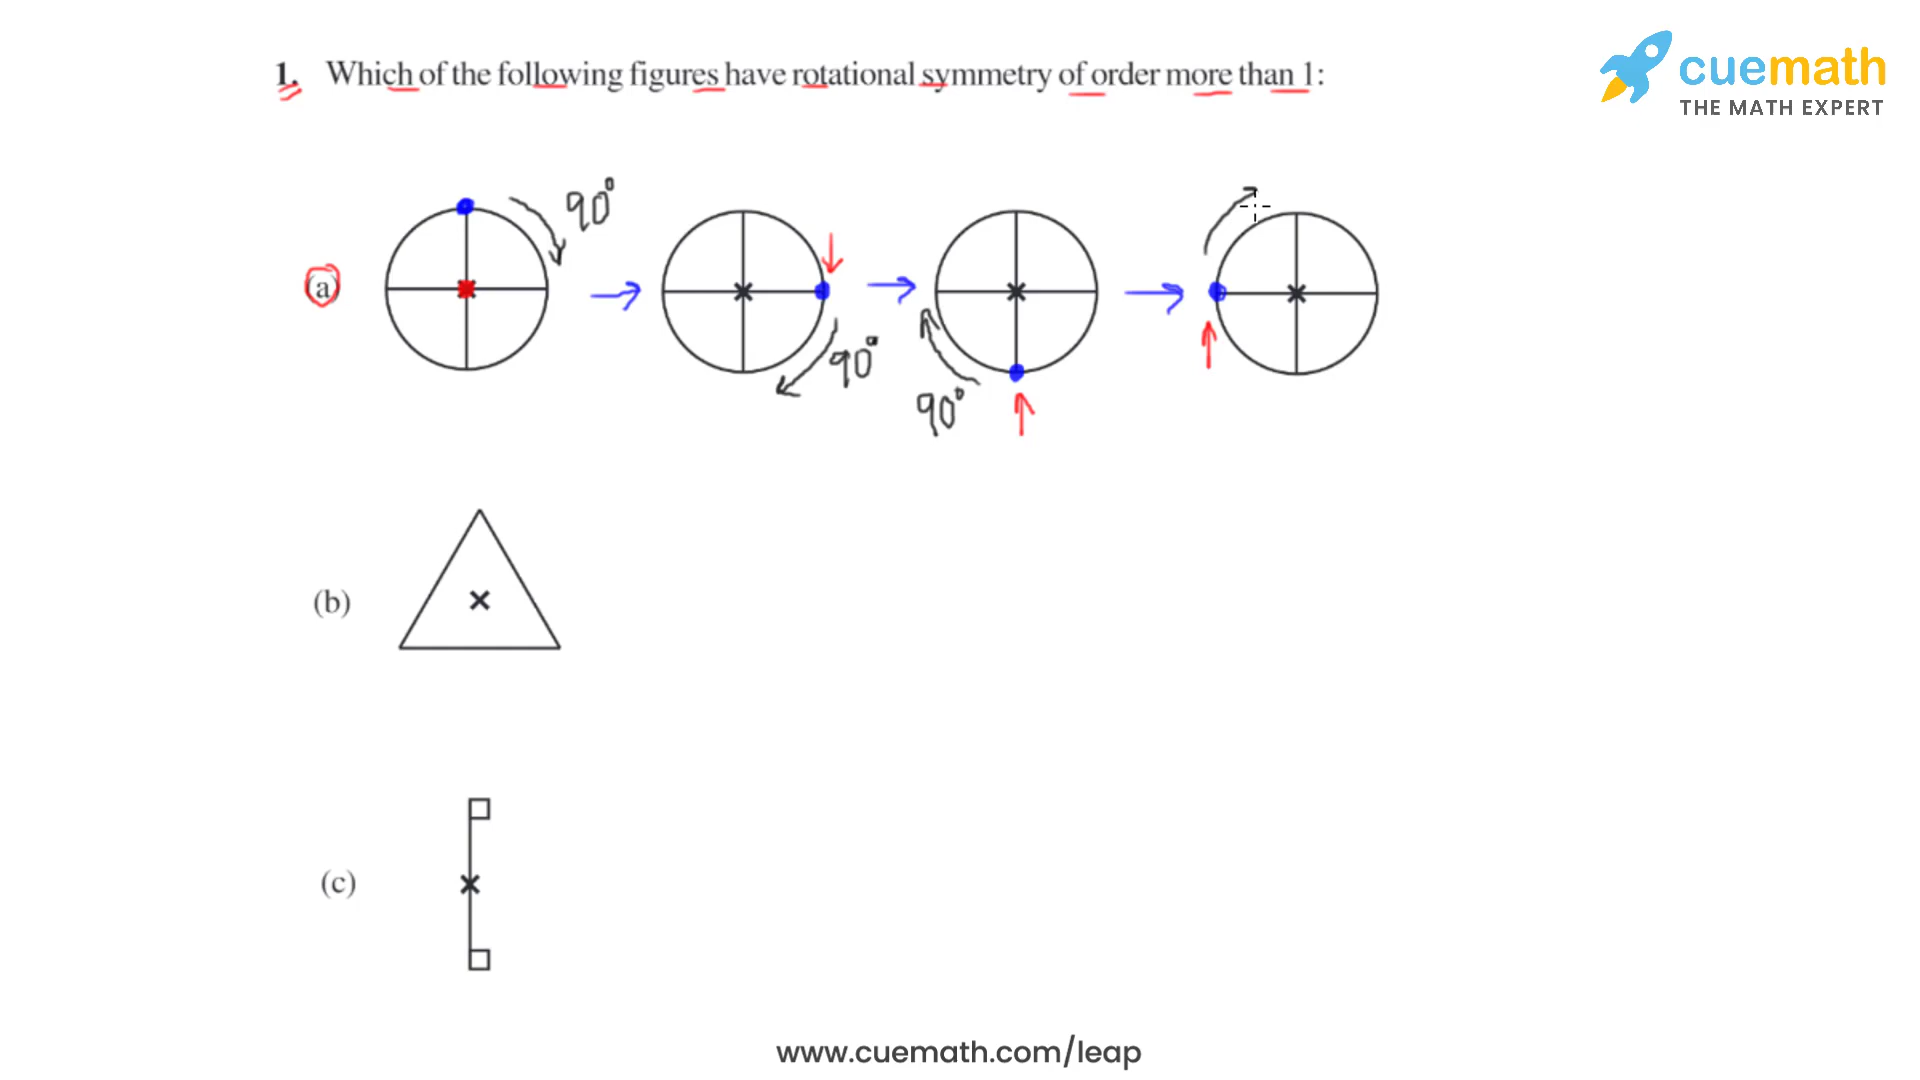 1. Which of the following figures have rotational symmetry of order more than 1:
cuemath
THE MATH EXPERT
90°
(a)
90°
90°
(b)
(c)
www.cuemath.com/leap